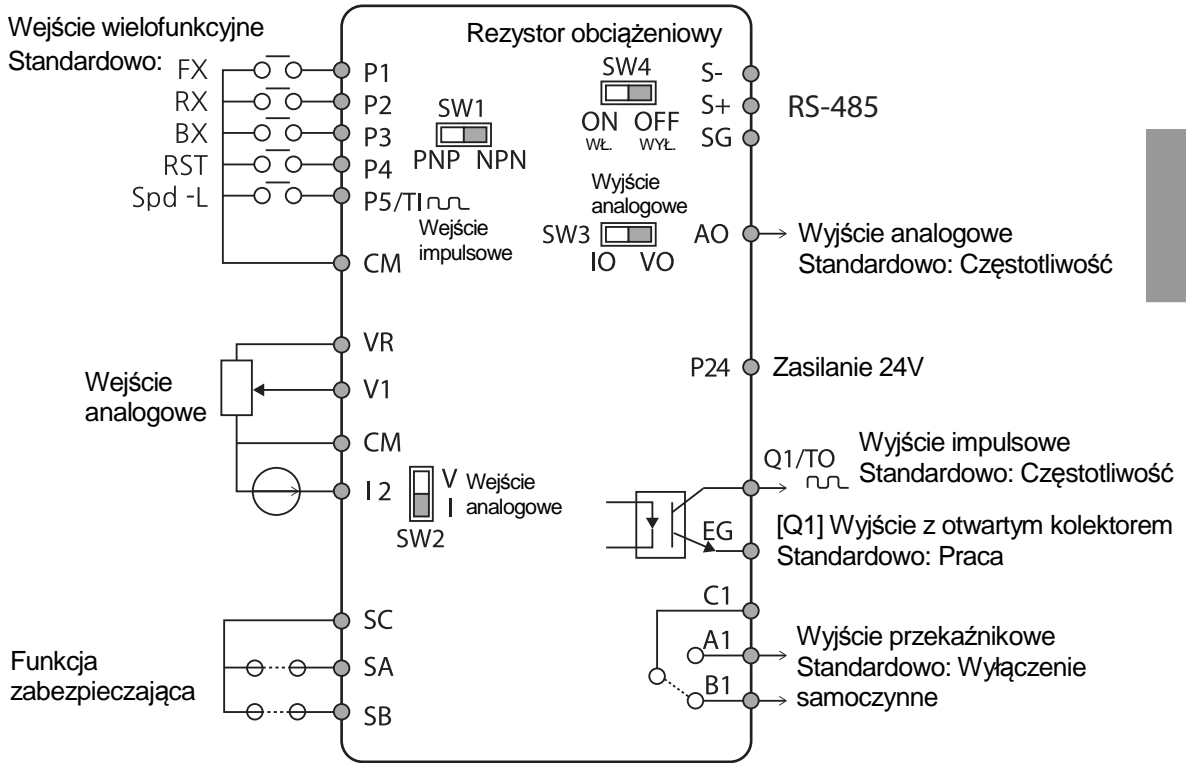 Wejście wielofunkcyjne
Standardowo:
FX
RX
BX
RST
Spd -L
P1
P2
P3
P4
P5/TI
Wejście
impulsowe
CM
SW1
PNP NPN
Rezystor obciążeniowy
SW4
ON OFF
WŁ. WYŁ.
S-
S+
SG
RS-485
Wyjście
analogowe
SW3
IO VO
AO
Wyjście analogowe
Standardowo: Częstotliwość
Wejście
analogowe
VR
V1
CM
I2
V
I
Wejście
analogowe
SW2
P24
Zasilanie 24V
Q1/TO
Wyjście impulsowe
Standardowo: Częstotliwość
EG
[Q1] Wyjście z otwartym kolektorem
Standardowo: Praca
Funkcja
zabezpieczająca
SC
SA
SB
C1
A1
B1
Wyjście przekaźnikowe
Standardowo: Wyłączenie
samoczynne